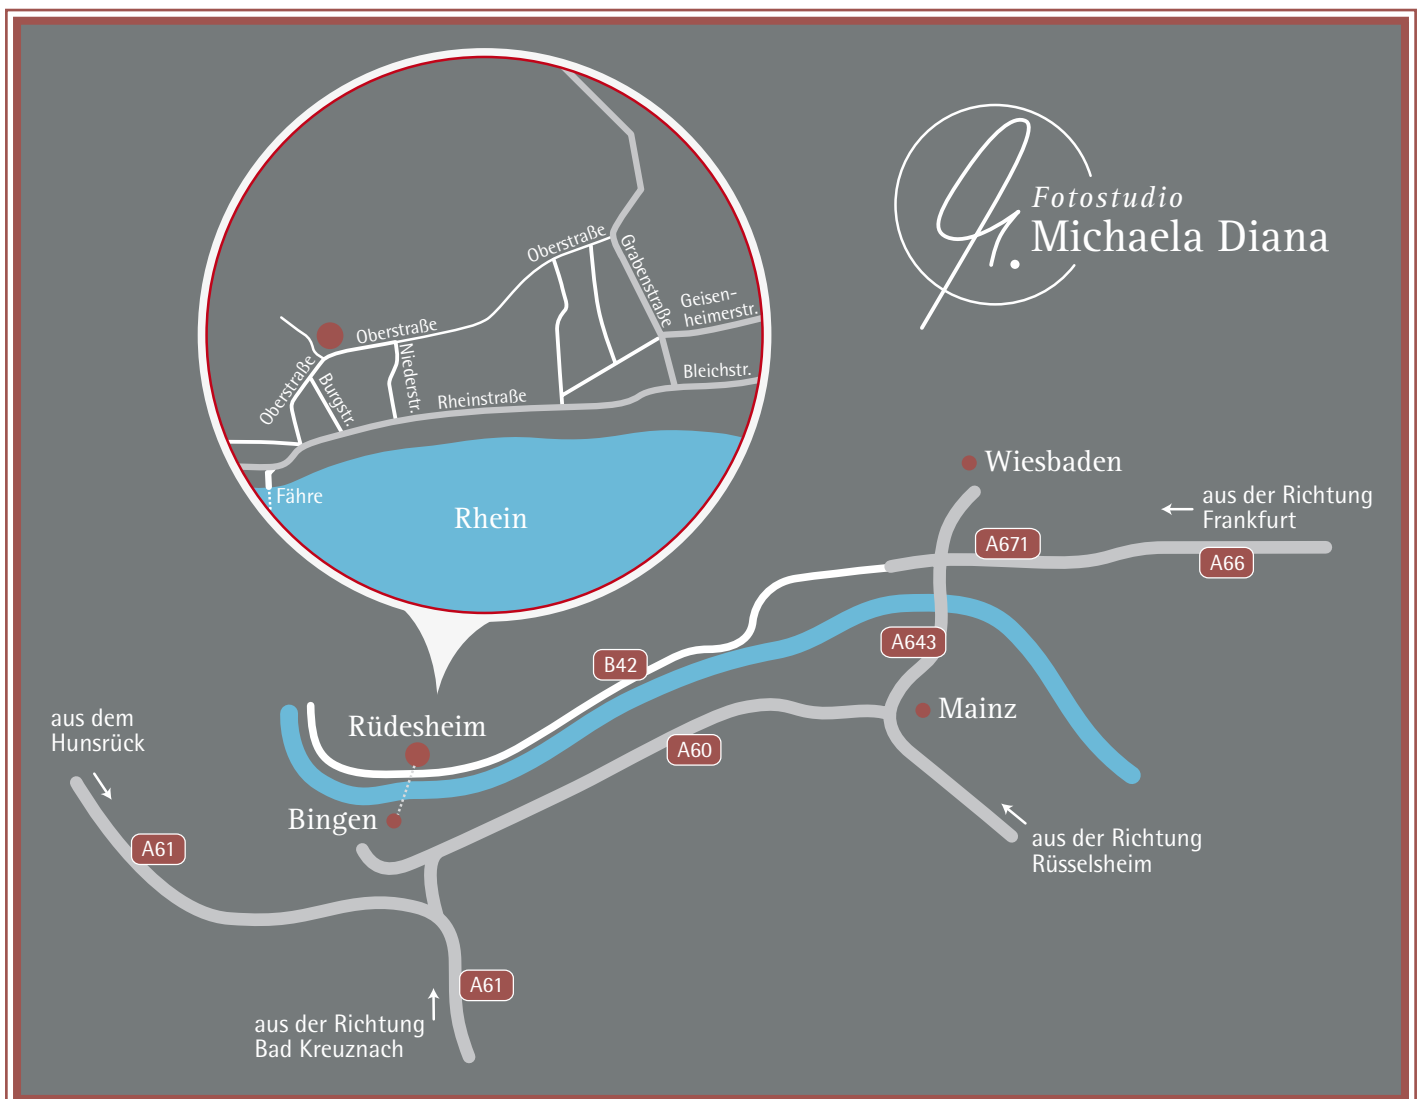 Fotostudio
Michaela Diana
Oberstraße
Grabenstraße
Geisen-
heimerstr.
Oberstraße
Niederstr.
Oberstraße
Burgstr.
Bleichstr.
Rheinstraße
Fähre
Rhein
Wiesbaden
aus der Richtung
Frankfurt
A671
A66
A643
B42
Mainz
Rüdesheim
aus dem
Hunsrück
A60
Bingen
A61
aus der Richtung
Rüsselsheim
A61
aus der Richtung
Bad Kreuznach